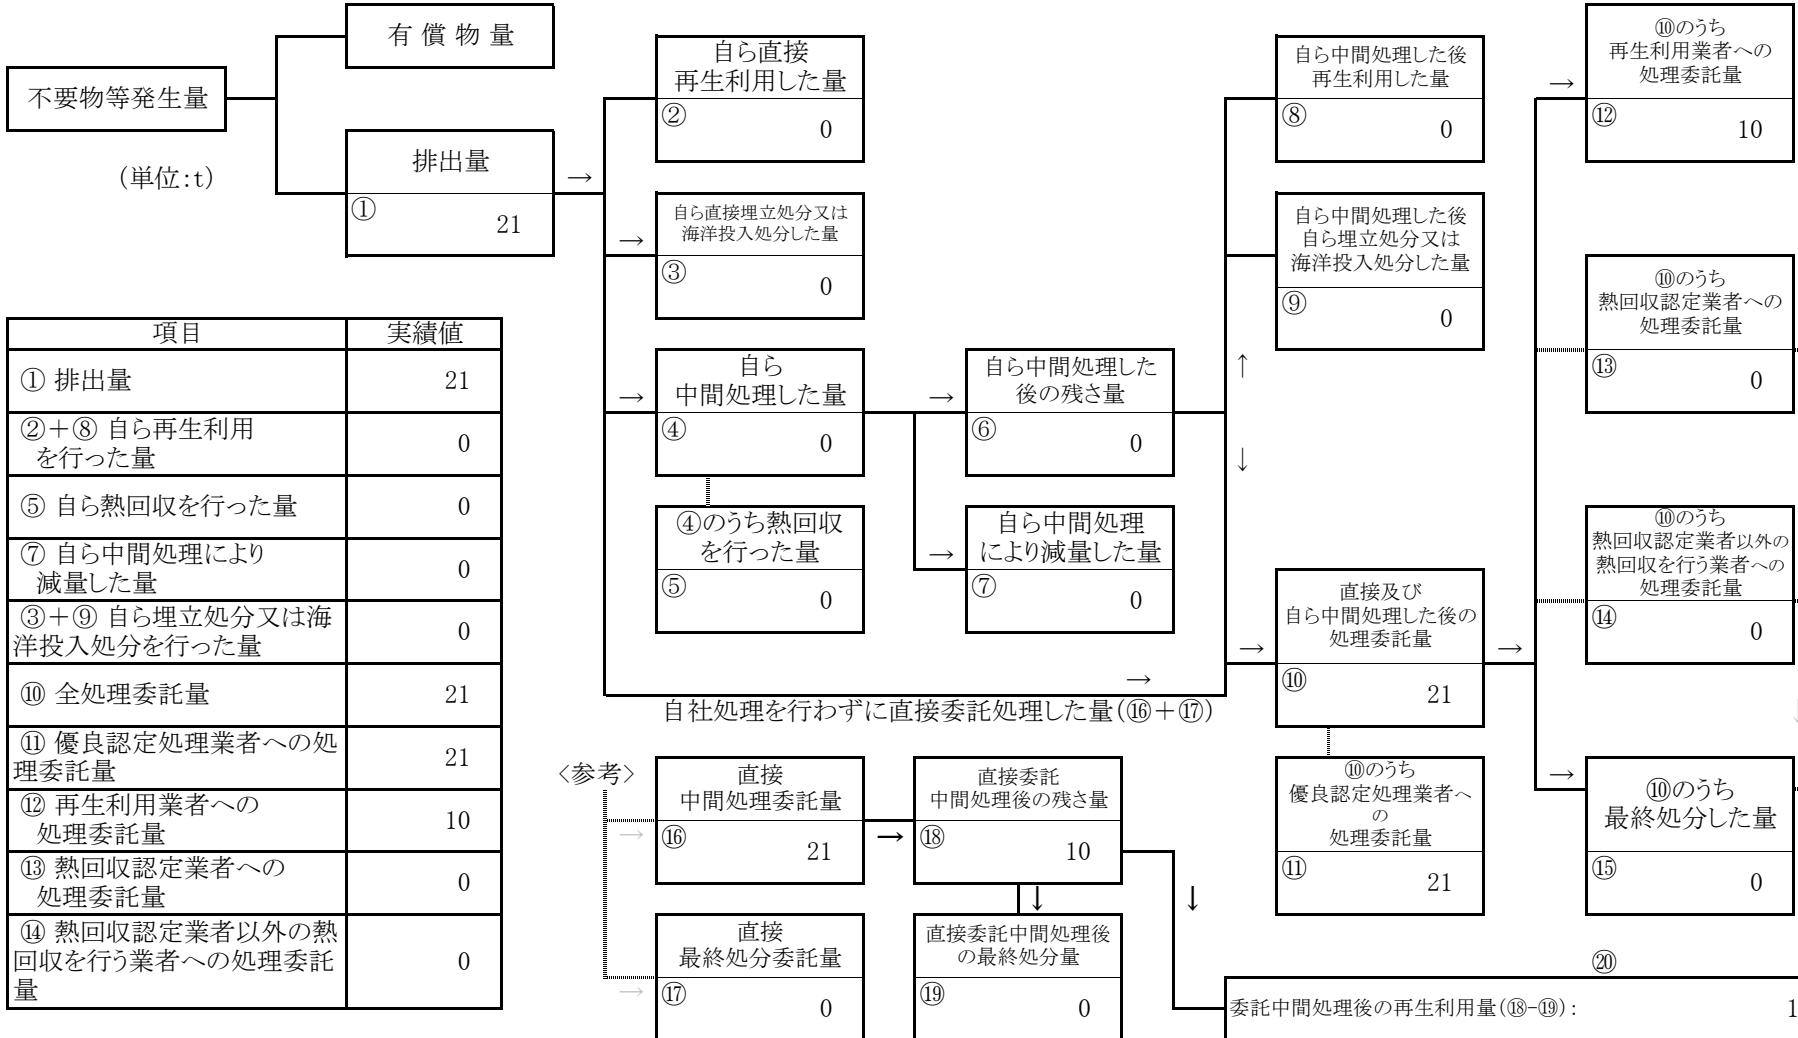 有 償 物 量
不要物等発生量
(単位:t)
排出量
①
21
→
自ら直接
再生利用した量
②
0
→
自ら直接埋立処分又は
海洋投入処分した量
③
0
→
自ら
中間処理した量
④
0
④のうち熱回収
を行った量
⑤
0
→
自ら中間処理した
後の残さ量
⑥
0
→
自ら中間処理
により減量した量
⑦
0
自ら中間処理した後
再生利用した量
⑧
0
自ら中間処理した後
自ら埋立処分又は
海洋投入処分した量
⑨
0
↑
↓
→
自社処理を行わずに直接委託処理した量(⑯+⑰)
→
直接及び
自ら中間処理した後の
処理委託量
⑩
21
→
⑩のうち
優良認定処理業者へ
の
処理委託量
⑪
21
→
⑩のうち
再生利用業者への
処理委託量
⑫
10
⑩のうち
熱回収認定業者への
処理委託量
⑬
0
⑩のうち
熱回収認定業者以外の
熱回収を行う業者への
処理委託量
⑭
0
→
⑩のうち
最終処分した量
⑮
0
項目 実績値
① 排出量 21
②+⑧ 自ら再生利用
を行った量 0
⑤ 自ら熱回収を行った量 0
⑦ 自ら中間処理により
減量した量 0
③+⑨ 自ら埋立処分又は海
洋投入処分を行った量 0
⑩ 全処理委託量 21
⑪ 優良認定処理業者への処
理委託量 21
⑫ 再生利用業者への
処理委託量 10
⑬ 熱回収認定業者への
処理委託量 0
⑭ 熱回収認定業者以外の熱
回収を行う業者への処理委託
量 0
<参考>
→
直接
中間処理委託量
⑯
21
→
直接委託
中間処理後の残さ量
⑱
10
↓
↓
→
直接
最終処分委託量
⑰
0
直接委託中間処理後
の最終処分量
⑲
0
⑳
委託中間処理後の再生利用量(⑱-⑲): 1